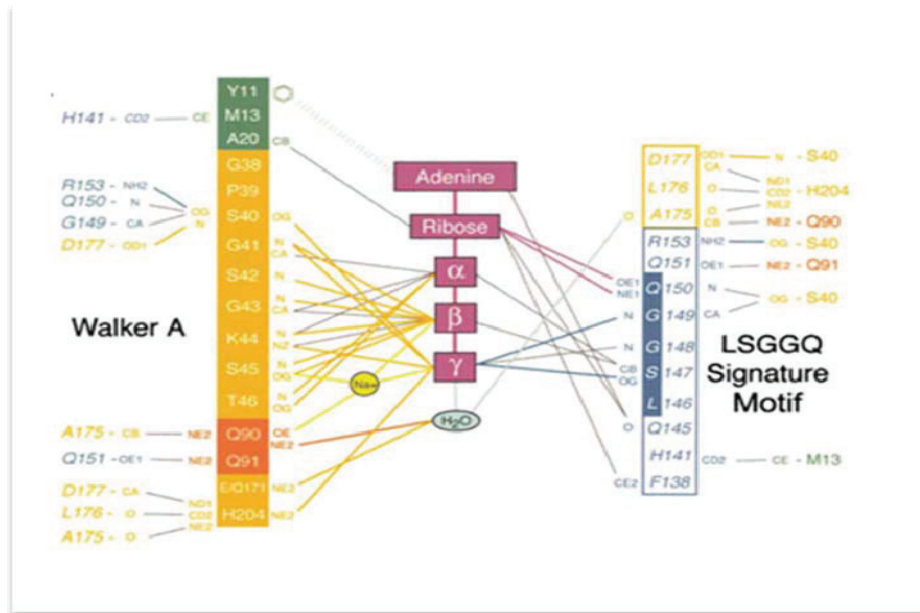 Y11
M13
A20
G38
P39
S40
G41
S42
G43
K44
S45
T46
Q90
Q91
E/Q171
H204
H141 - CD2 CE
R153 - NH2
Q150 - N
G149 - CA
D177 - OD1
OG
N
Walker A
A175 - CB NE2
Q151 - OE1 NE2
D177 - CA ND1
L176 - O CD2
A175 - O NE2
CB
OG
N
CA
N
N
CA
N
NZ
N
OG
N
OG
OE
NE2
NE2
NE2
Na+
Adenine
Ribose
α
β
γ
H2O
O
OE1
NE1
N
N
CB
OG
O
CE2
D177 OD1 N - S40
CA ND1
L176 O CD2 - H204
O NE2
A175 CB NE2 - Q90
R153 NH2 OG - S40
Q151 OE1 NE2 - Q91
Q150 N
OG - S40
G149 CA
G148
S147
L146
Q145
H141 CD2 CE - M13
F138
LSGGQ
Signature
Motif